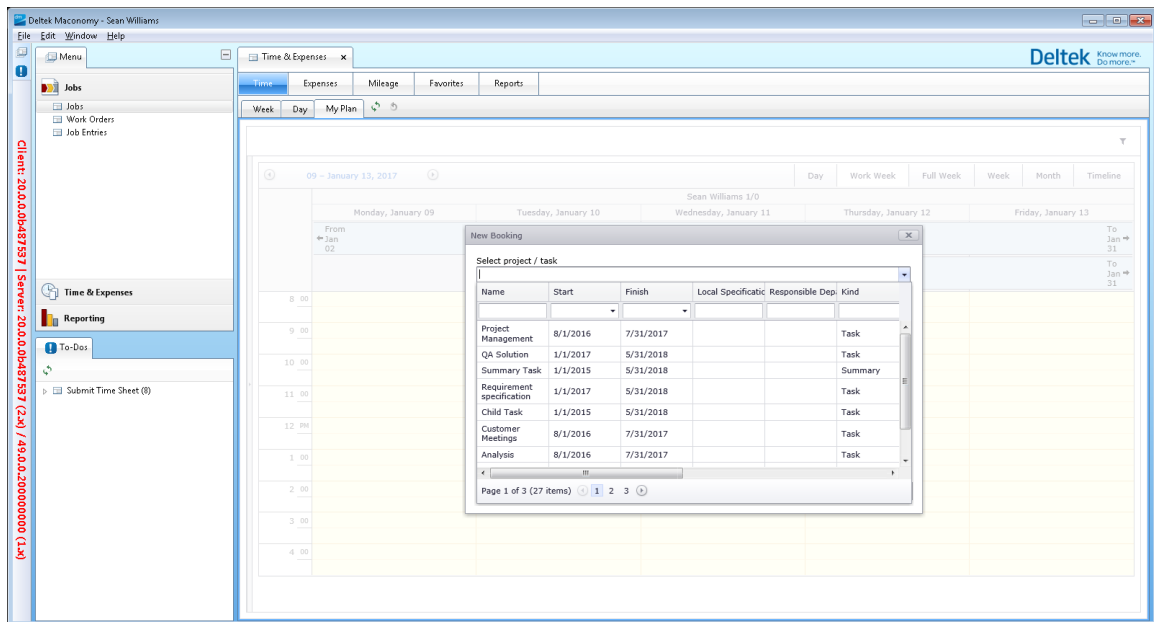 Deltek Maconomy - Sean Williams
File Edit Window Help
Menu
Time & Expenses x
Deltek Know more.
Do more.™
Jobs
Time Expenses Mileage Favorites Reports
Jobs
Week Day My Plan
Work Orders
Job Entries
09 – January 13, 2017
Day Work Week Full Week Week Month Timeline
Sean Williams 1/0
Monday, January 09 Tuesday, January 10 Wednesday, January 11 Thursday, January 12 Friday, January 13
From
Jan
02
To
Jan
31
To
Jan
31
New Booking
Select project / task
Name Start Finish Local Specificatic Responsible Dep. Kind
Project
Management 8/1/2016 7/31/2017 Task
QA Solution 1/1/2017 5/31/2018 Task
Summary Task 1/1/2015 5/31/2018 Summary
Requirement
specification 1/1/2017 5/31/2018 Task
Child Task 1/1/2015 5/31/2018 Task
Customer
Meetings 8/1/2016 7/31/2017 Task
Analysis 8/1/2016 7/31/2017 Task
Page 1 of 3 (27 items) 1 2 3
8 00
9 00
10 00
11 00
12 PM
1 00
2 00
3 00
4 00
Time & Expenses
Reporting
To-Dos
Submit Time Sheet (8)
Client: 20.0.0.0b487537 | Server: 20.0.0.0b487537 (2.x) / 49.0.0.200000000 (1.x)